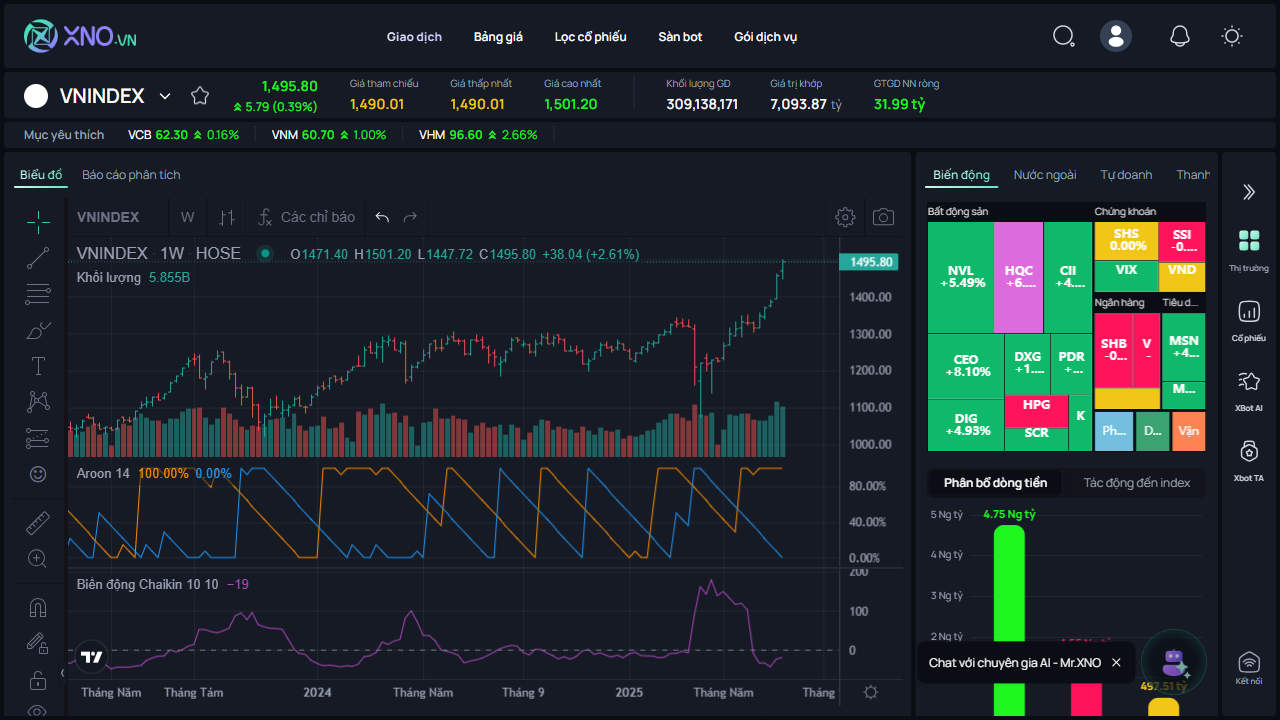 XNO.VN
Giao dịch Bảng giá Lọc cổ phiếu Sàn bot Gói dịch vụ
VNINDEX
1,495.80
5.79 (0.39%)
Giá tham chiếu
1,490.01
Giá thấp nhất
1,490.01
Giá cao nhất
1,501.20
Khối lượng GD
309,138,171
Giá trị khớp
7,093.87 tỷ
GTGD NN ròng
31.99 tỷ
Mục yêu thích VCB 62.30 0.16% VNM 60.70 1.00% VHM 96.60 2.66%
Biểu đồ Báo cáo phân tích
VNINDEX W Các chỉ báo
VNINDEX · 1W · HOSE O1471.40 H1501.20 L1447.72 C1495.80 +38.04 (+2.61%)
Khối lượng 5.855B
1495.80
1400.00
1300.00
1200.00
1100.00
1000.00
Aroon 14 100.00% 0.00%
80.00%
40.00%
0.00%
Biên động Chaikin 10 10 −19
200
100
0
Tháng Năm Tháng Tám 2024 Tháng Năm Tháng 9 2025 Tháng Năm Tháng
Biến động Nước ngoài Tự doanh Thanh
Bất động sản
NVL
+5.49%
HQC
+6....
CII
+4....
CEO
+8.10%
DXG
+1....
PDR
+...
DIG
+4.93%
HPG
SCR
K
Chứng khoán
SHS
0.00%
SSI
-0....
VIX
VND
Ngân hàng
SHB
-0...
V
-
Tiêu d...
MSN
+4...
M...
Ph...
D...
Vận
Phân bổ dòng tiền Tác động đến index
5 Ng tỷ
4 Ng tỷ
3 Ng tỷ
2 Ng tỷ
4.75 Ng tỷ
497.51 tỷ
Chat với chuyên gia AI - Mr.XNO
Thị trường
Cổ phiếu
XBot AI
Xbot TA
Kết nối